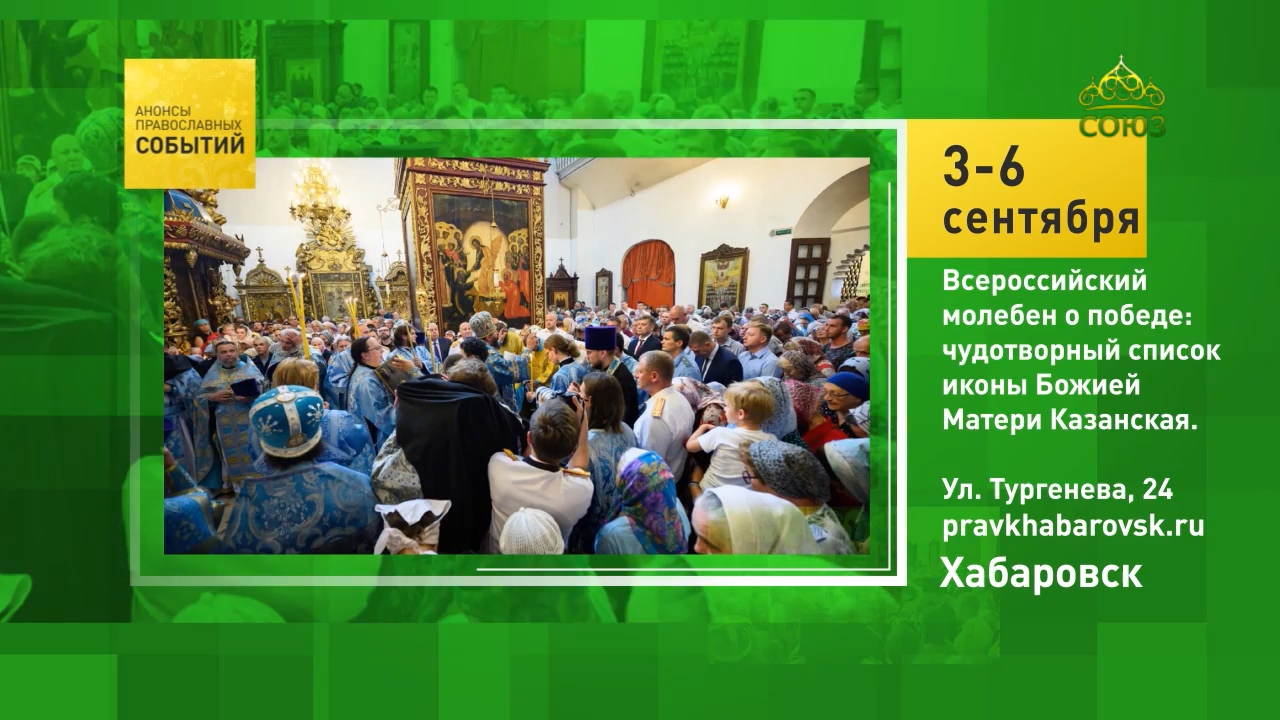 АНОНСЫ
ПРАВОСЛАВНЫХ
СОБЫТИЙ
СОЮЗ
3-6
сентября
Всероссийский
молебен о победе:
чудотворный список
иконы Божией
Матери Казанская.
Ул. Тургенева, 24
pravkhabarovsk.ru
Хабаровск